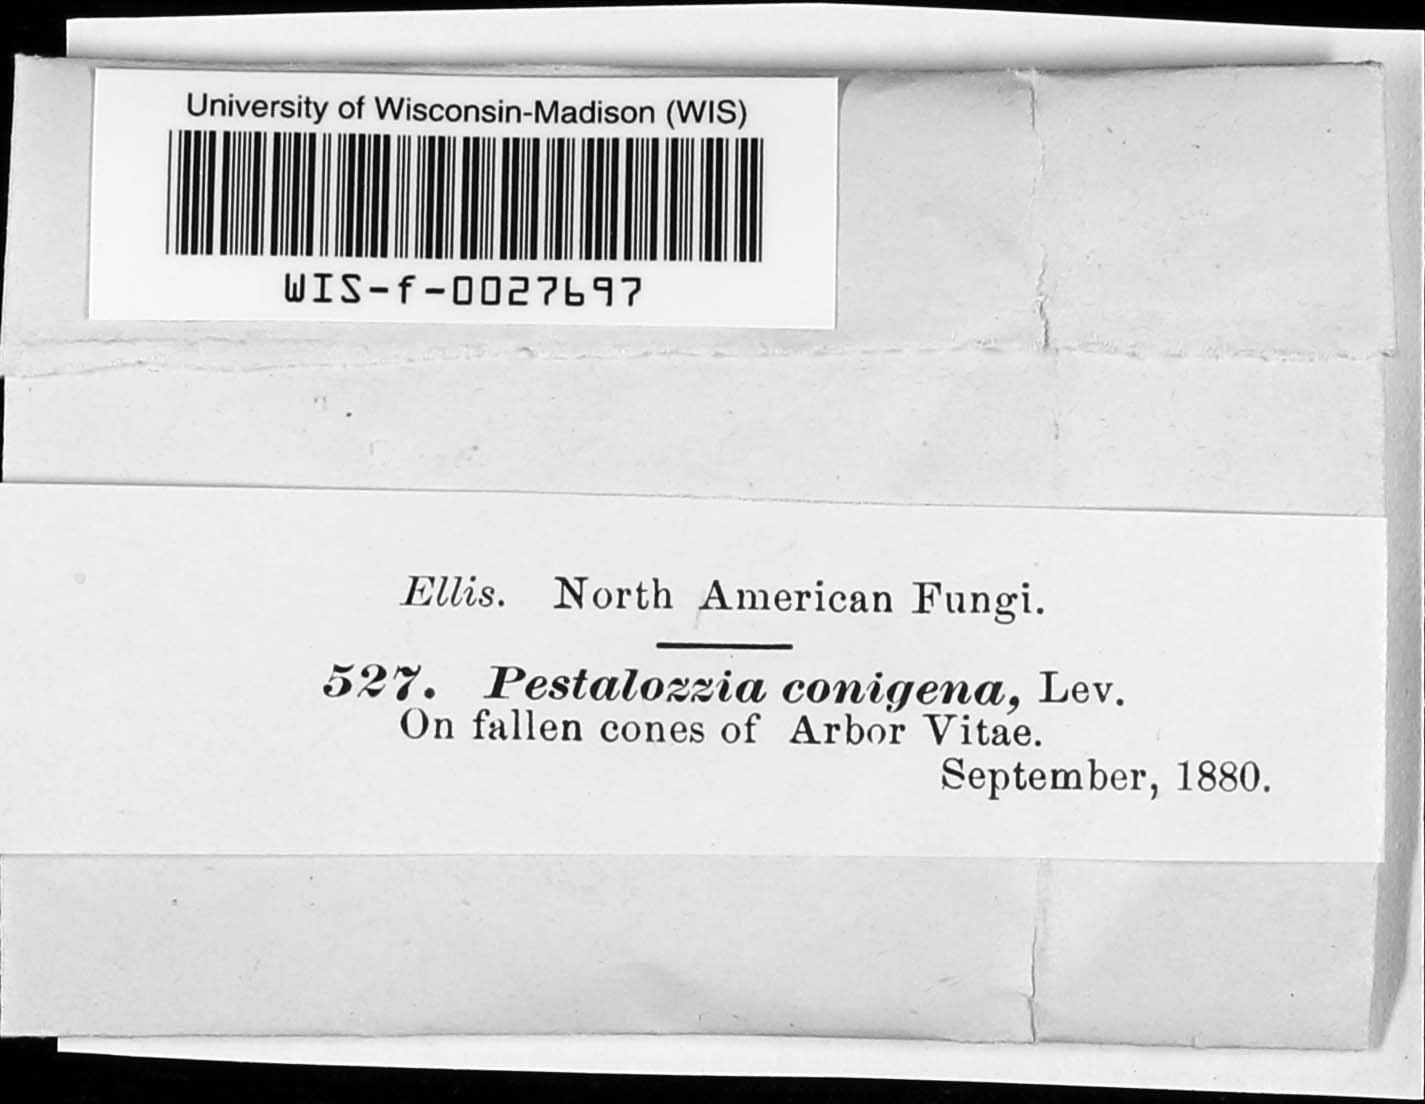 University of Wisconsin-Madison (WIS)
WIS-f-0027697
Ellis. North American Fungi.
527. Pestalozzia conigena, Lev.
On fallen cones of Arbor Vitae.
September, 1880.